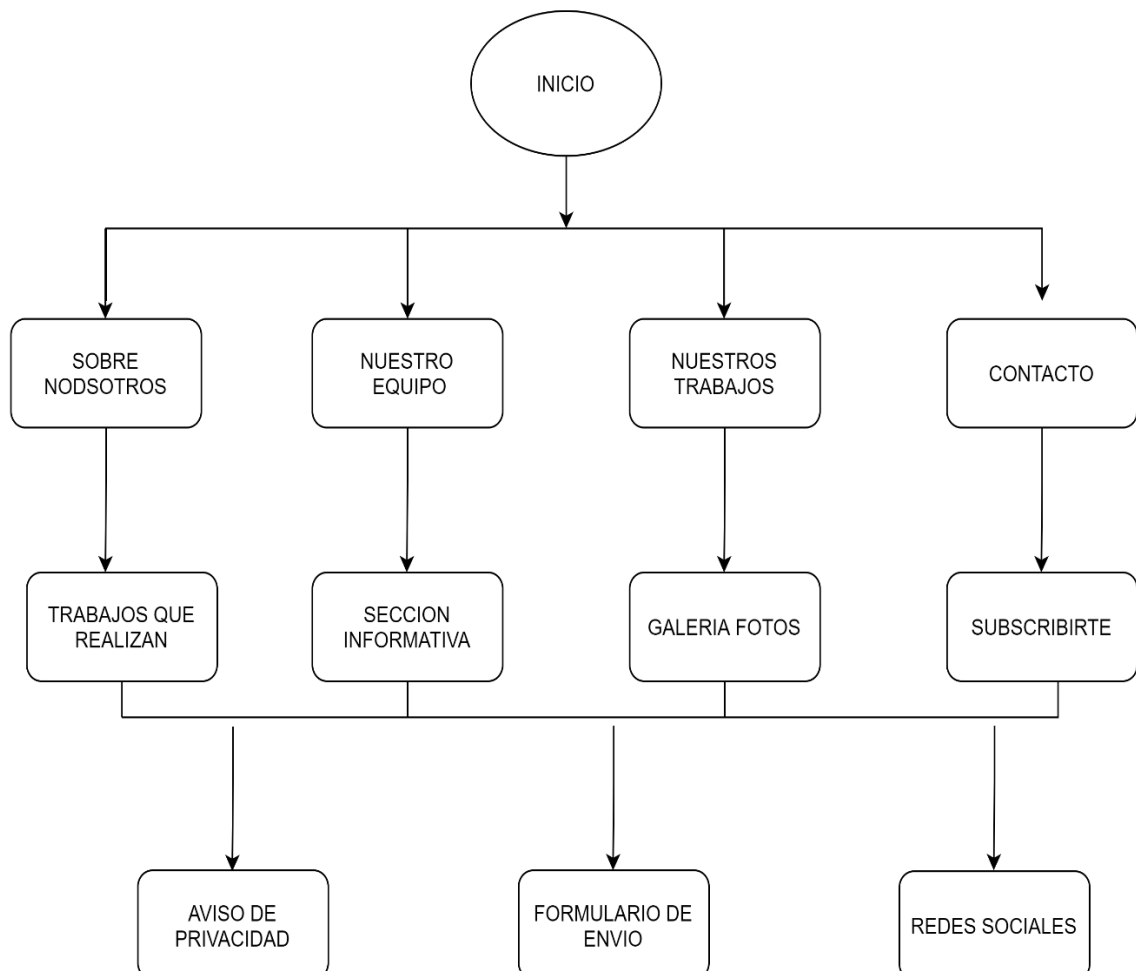 INICIO
SOBRE
NODSOTROS
NUESTRO
EQUIPO
NUESTROS
TRABAJOS
CONTACTO
TRABAJOS QUE
REALIZAN
SECCION
INFORMATIVA
GALERIA FOTOS
SUBSCRIBIRTE
AVISO DE
PRIVACIDAD
FORMULARIO DE
ENVIO
REDES SOCIALES